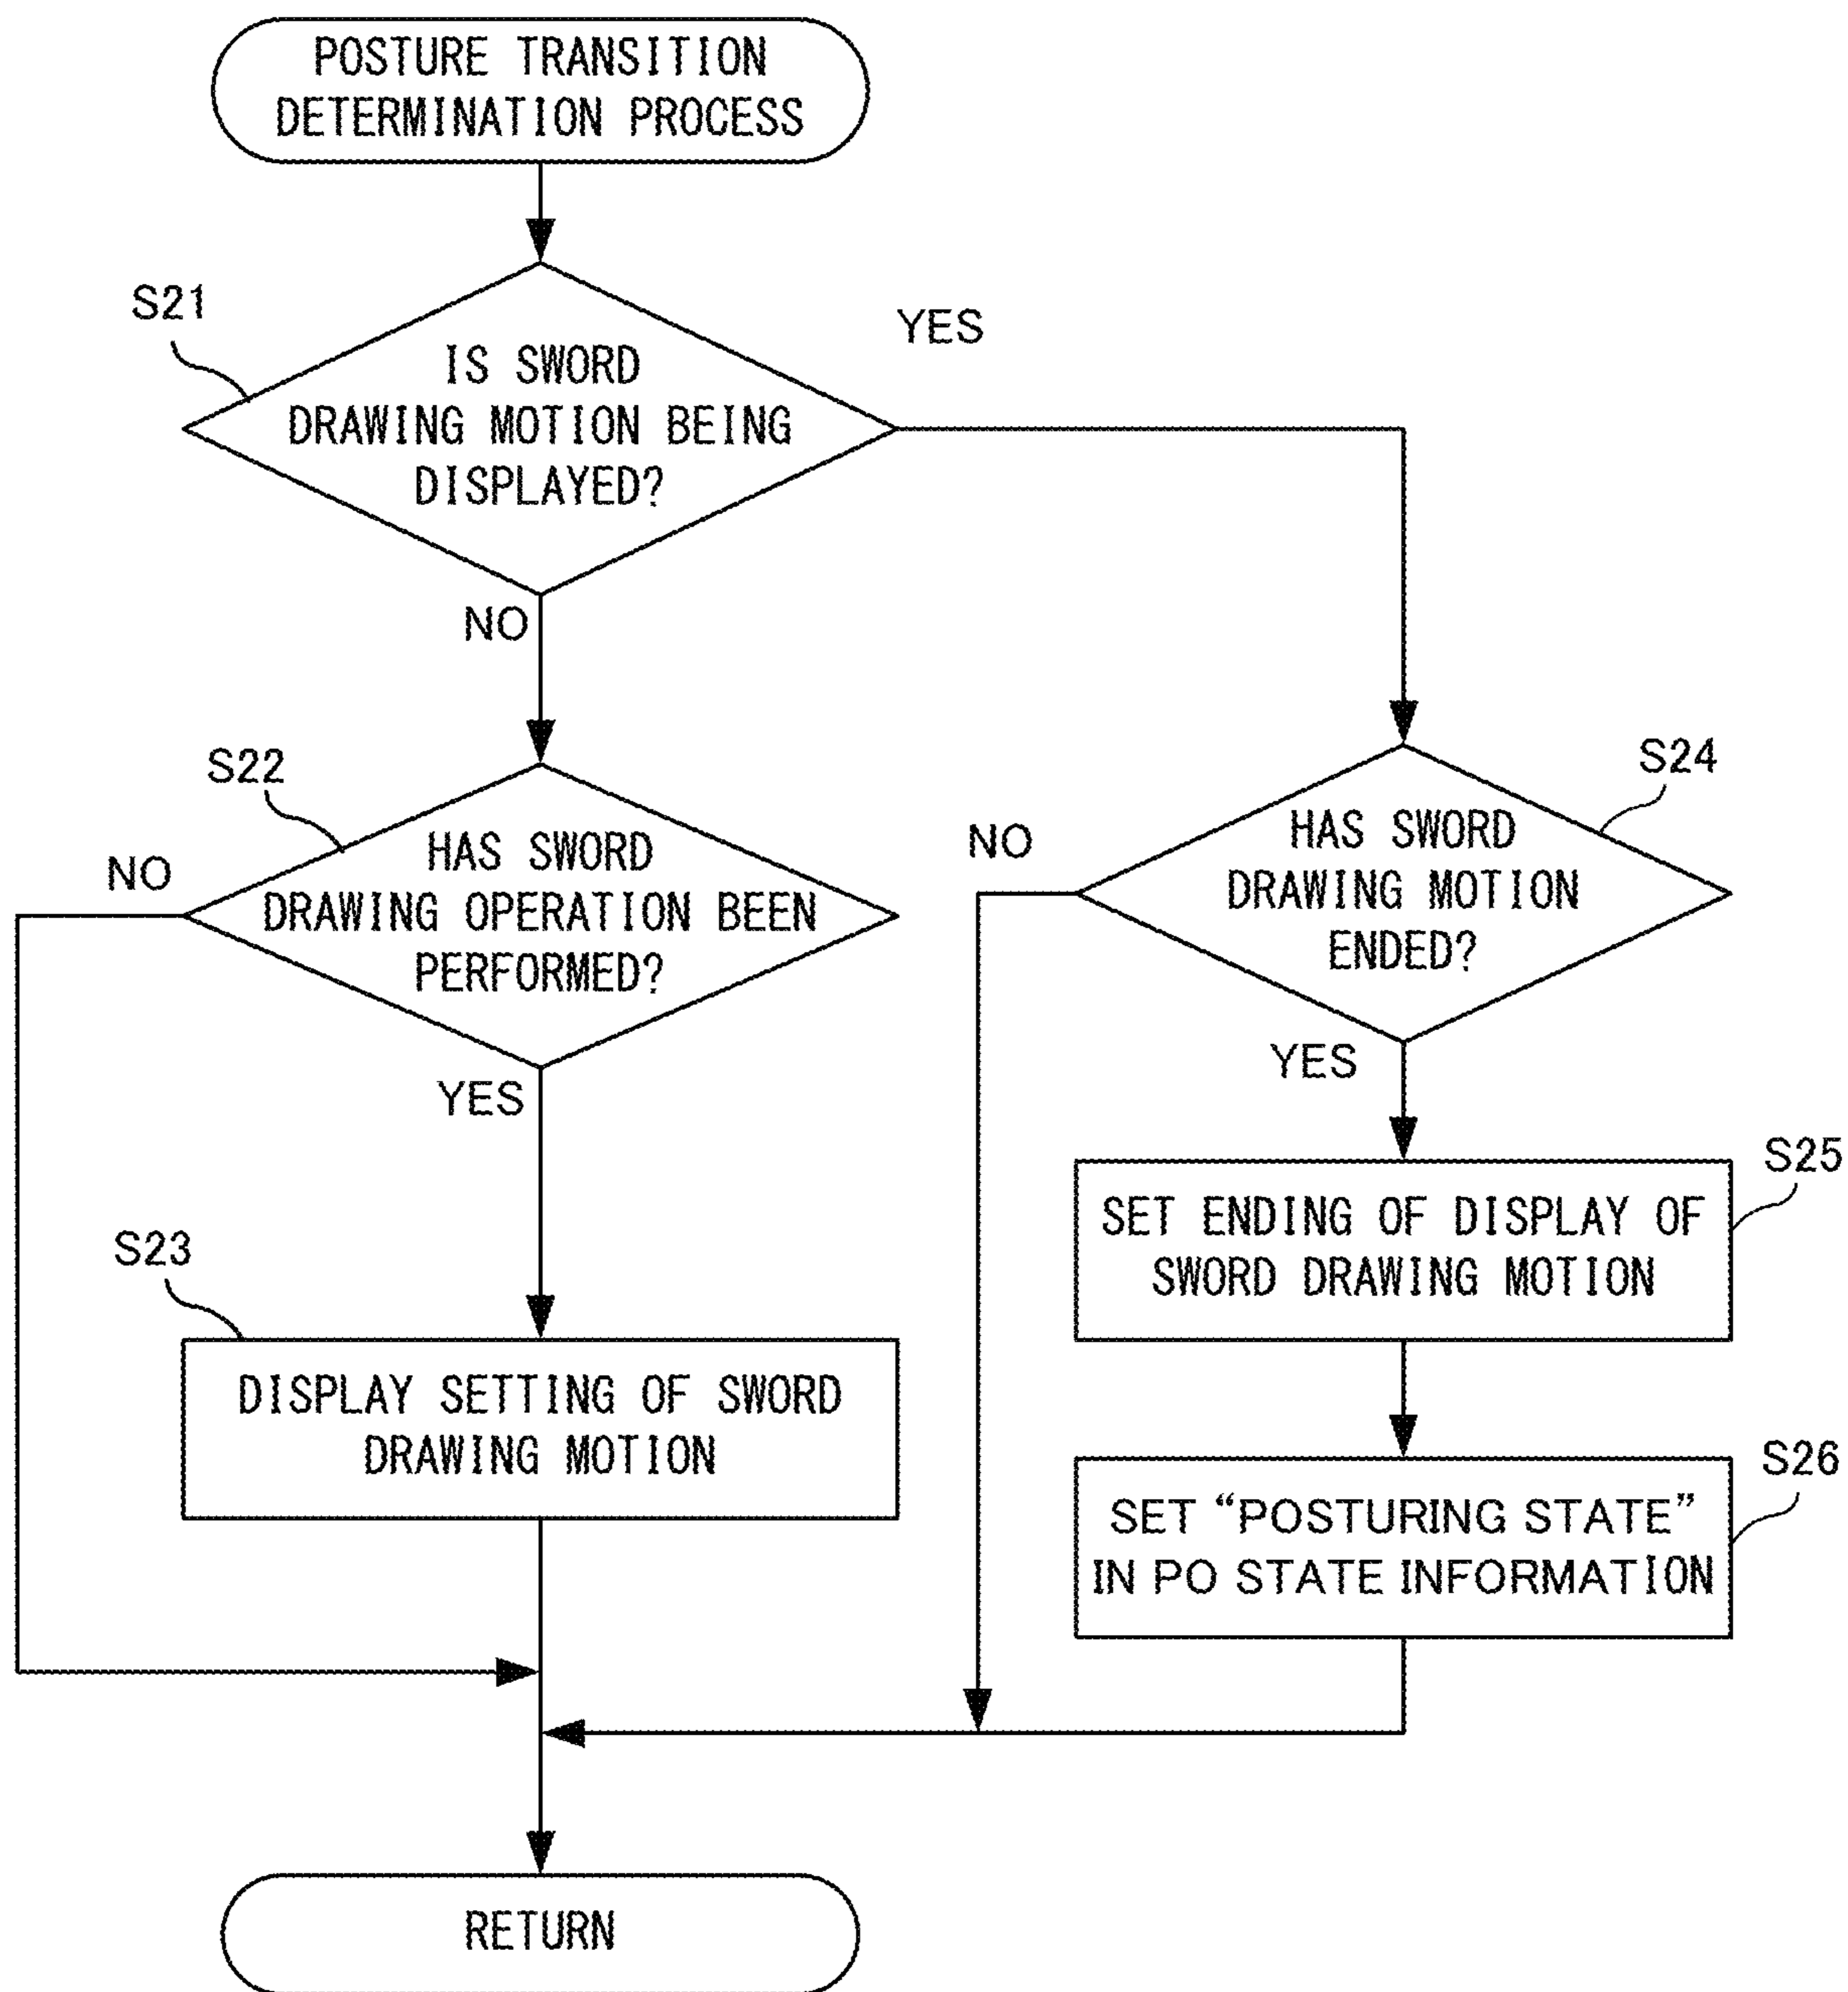 POSTURE TRANSITION
DETERMINATION PROCESS
S21
YES
IS SWORD
DRAWING MOTION BEING
DISPLAYED?
NO
S22
NO
HAS SWORD
DRAWING OPERATION BEEN
PERFORMED?
YES
S23
DISPLAY SETTING OF SWORD
DRAWING MOTION
S24
NO
HAS SWORD
DRAWING MOTION
ENDED?
YES
S25
SET ENDING OF DISPLAY OF
SWORD DRAWING MOTION
S26
SET “POSTURING STATE”
IN PO STATE INFORMATION
RETURN